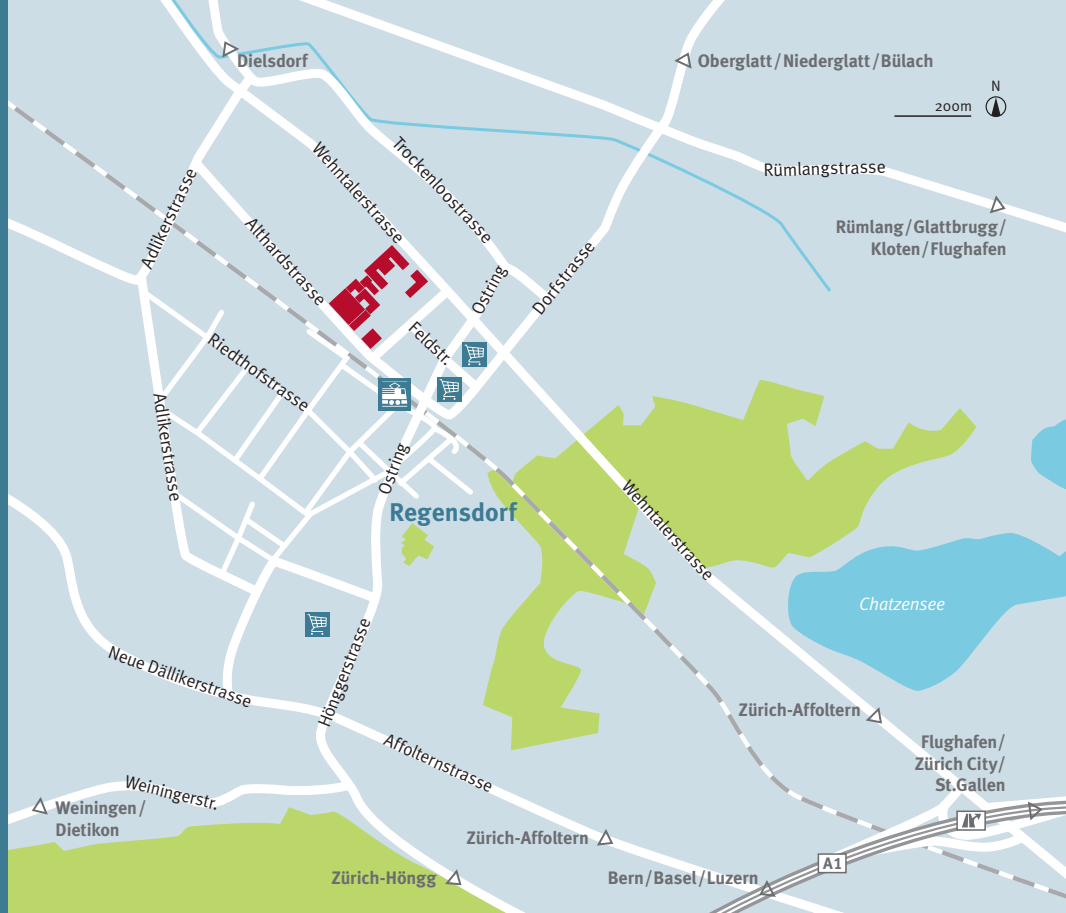 Dielsdorf
Oberglatt / Niederglatt / Bülach
N
200m
Wehntalerstrasse
Trockenloostrasse
Rümlangstrasse
Adlikerstrasse
Althardstrasse
Rümlang / Glattbrugg /
Kloten / Flughafen
Ostring
Dorfstrasse
Feldstr.
Riedthofstrasse
Adlikerstrasse
Ostring
Regensdorf
Wehntalerstrasse
Chatzensee
Neue Dällikerstrasse
Hönggerstrasse
Zürich-Affoltern
Affolternstrasse
Flughafen /
Zürich City /
St.Gallen
Weiningerstr.
Weiningen /
Dietikon
Zürich-Affoltern
A1
Zürich-Höngg
Bern / Basel / Luzern